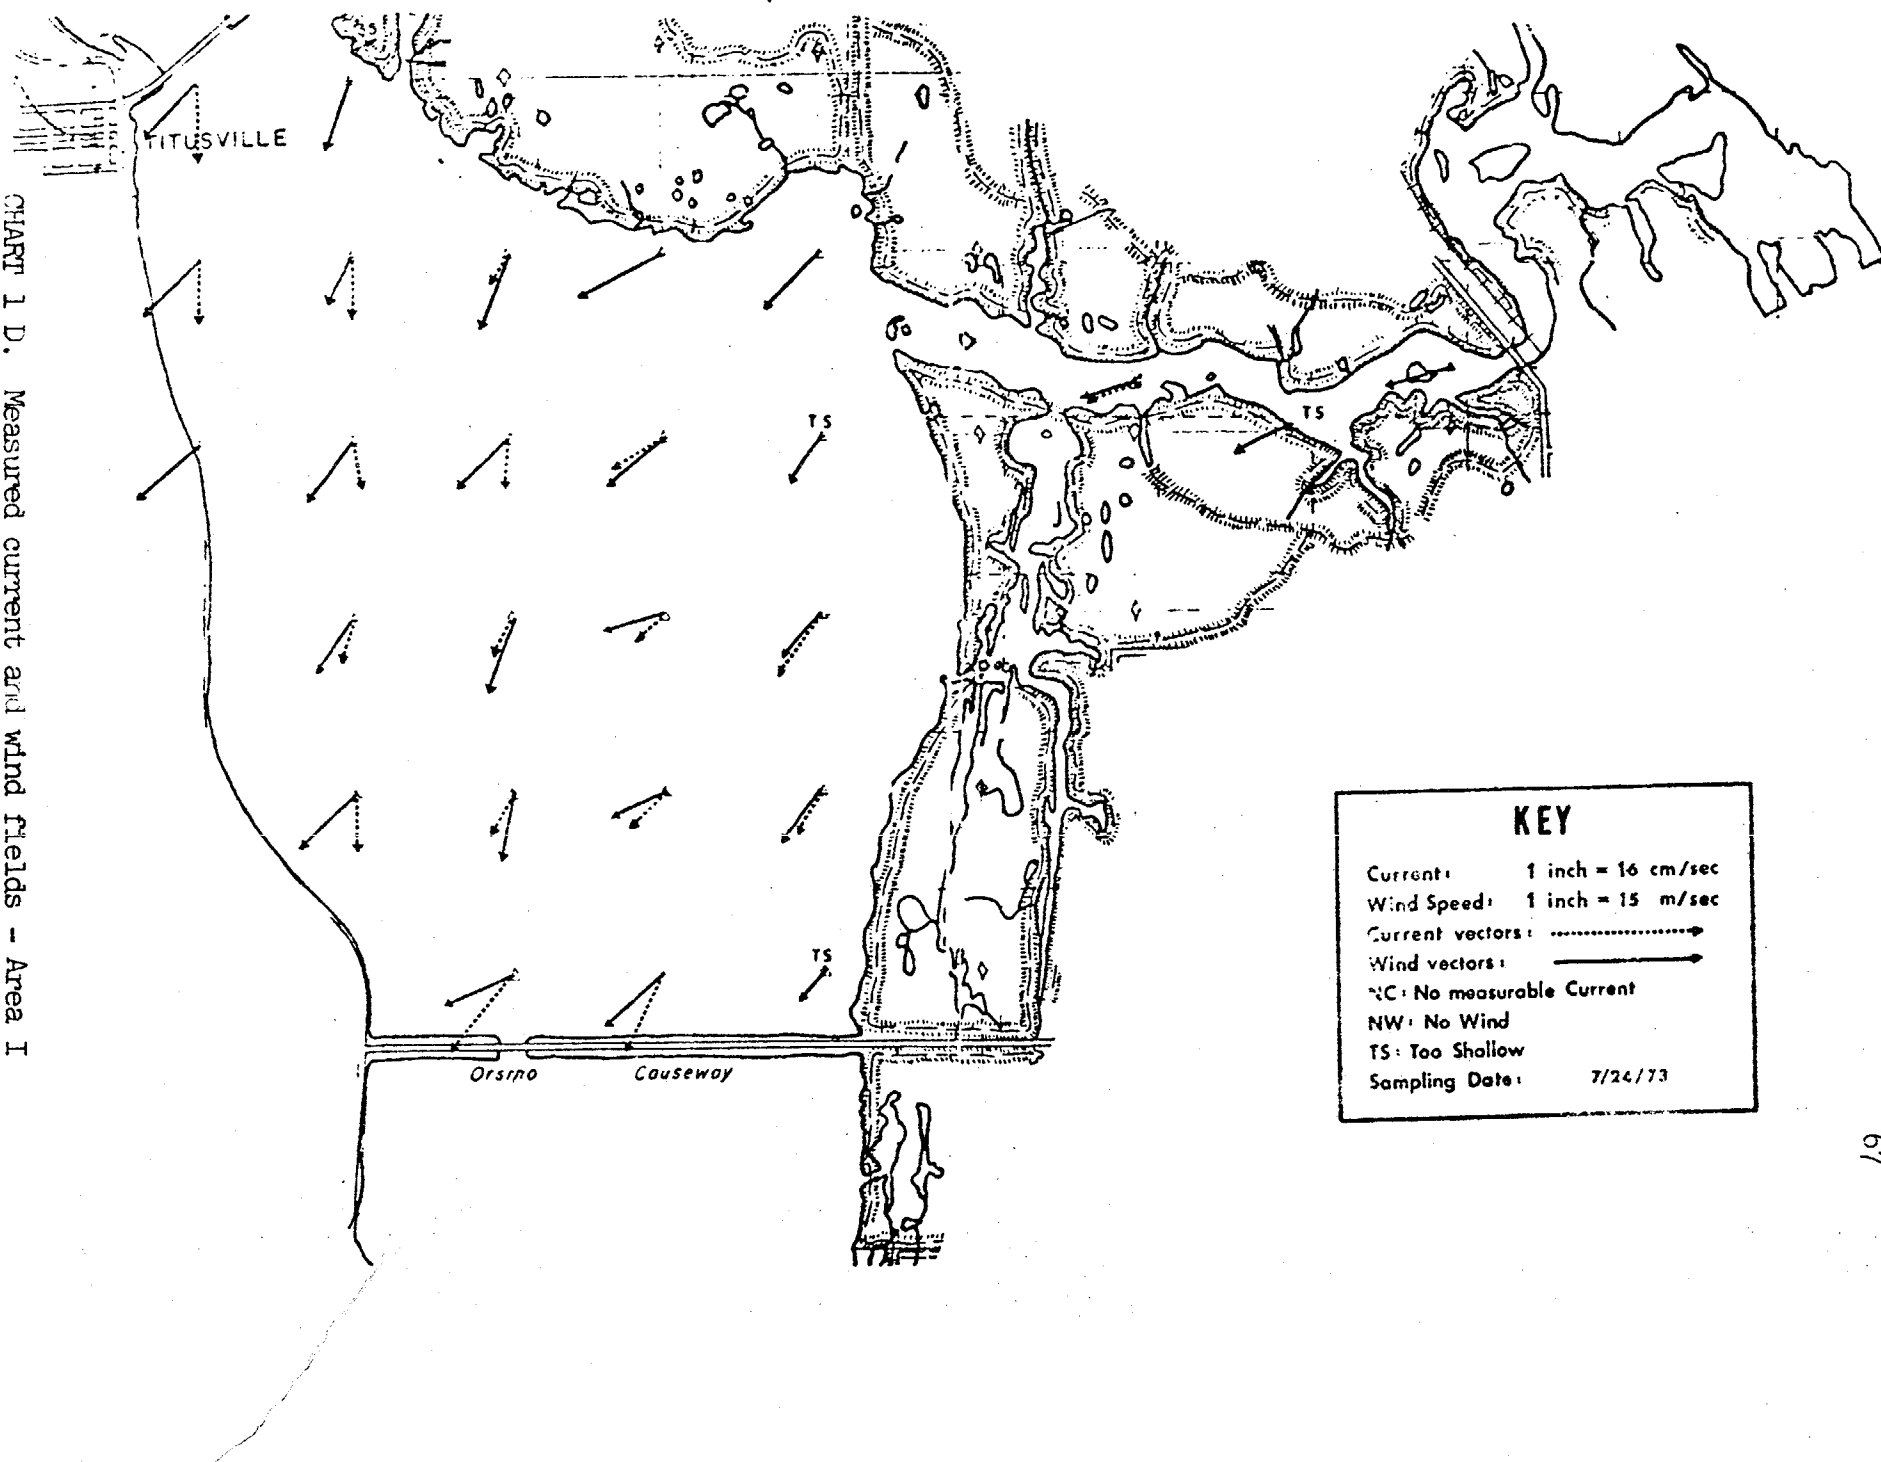 TITUSVILLE
TS
TS
TS
Orsino Causeway
KEY
Current: 1 inch = 16 cm/sec
Wind Speed: 1 inch = 15 m/sec
Current vectors:
Wind vectors:
NC: No measurable Current
NW: No Wind
TS: Too Shallow
Sampling Date: 7/24/73
CHART 1 D. Measured current and wind fields - Area I
67